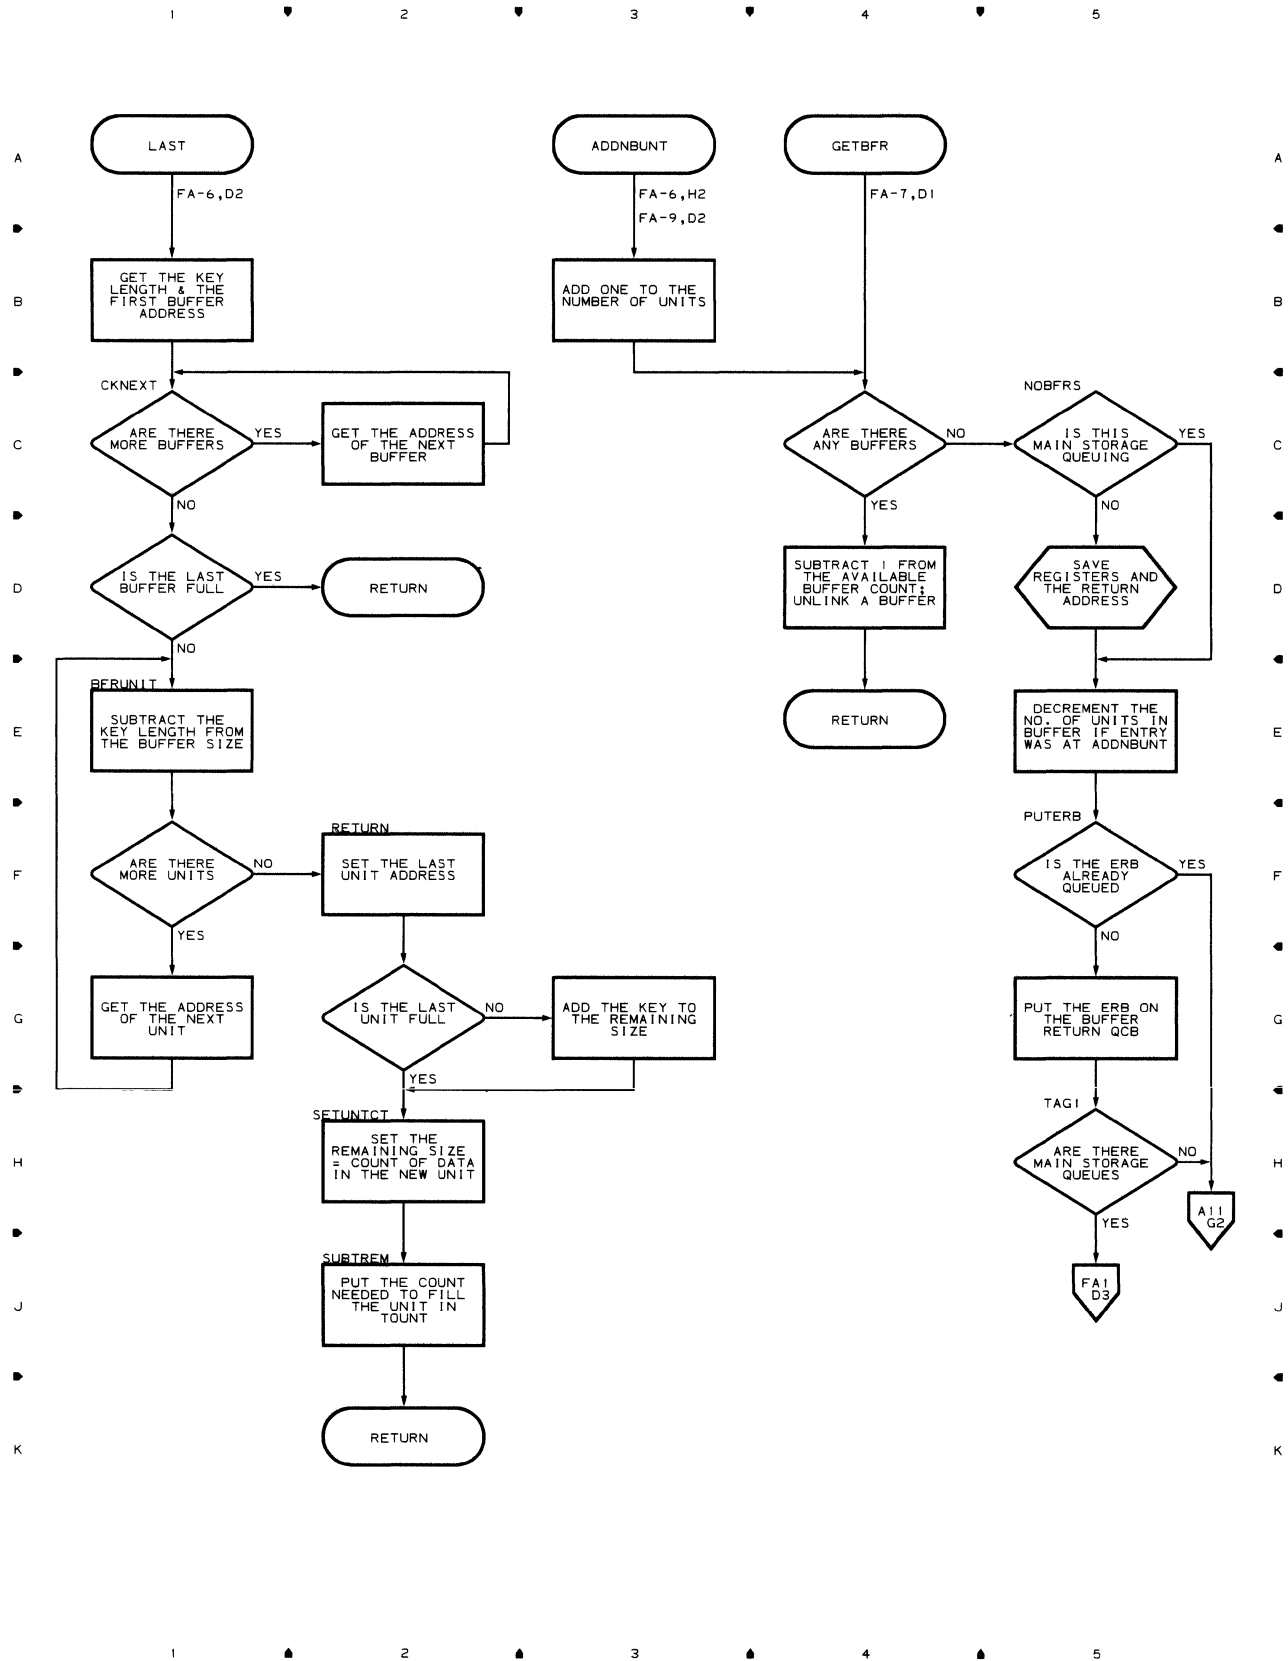 1 2 3 4 5
A LAST ADDNBUNT GETBFR A
FA-6,D2 FA-6,H2 FA-7,D1
FA-9,D2
B B
GET THE KEY
LENGTH & THE
FIRST BUFFER
ADDRESS
ADD ONE TO THE
NUMBER OF UNITS
CKNEXT NOBFRS
C C
ARE THERE
MORE BUFFERS
YES
GET THE ADDRESS
OF THE NEXT
BUFFER
ARE THERE
ANY BUFFERS
NO
IS THIS
MAIN STORAGE
QUEUING
YES
NO YES NO
D D
IS THE LAST
BUFFER FULL
YES
RETURN
SUBTRACT 1 FROM
THE AVAILABLE
BUFFER COUNT;
UNLINK A BUFFER
SAVE
REGISTERS AND
THE RETURN
ADDRESS
NO
BFRUNIT
E E
SUBTRACT THE
KEY LENGTH FROM
THE BUFFER SIZE
RETURN
DECREMENT THE
NO. OF UNITS IN
BUFFER IF ENTRY
WAS AT ADDNBUNT
RETURN PUTERB
F F
ARE THERE
MORE UNITS
NO
SET THE LAST
UNIT ADDRESS
IS THE ERB
ALREADY
QUEUED
YES
YES NO
G G
GET THE ADDRESS
OF THE NEXT
UNIT
IS THE LAST
UNIT FULL
NO
ADD THE KEY TO
THE REMAINING
SIZE
PUT THE ERB ON
THE BUFFER
RETURN QCB
YES
SETUNTCT TAG1
H H
SET THE
REMAINING SIZE
= COUNT OF DATA
IN THE NEW UNIT
ARE THERE
MAIN STORAGE
QUEUES
NO
YES
A11
G2
SUBTREM
J J
PUT THE COUNT
NEEDED TO FILL
THE UNIT IN
TOUNT
FA1
D3
K RETURN K
1 2 3 4 5